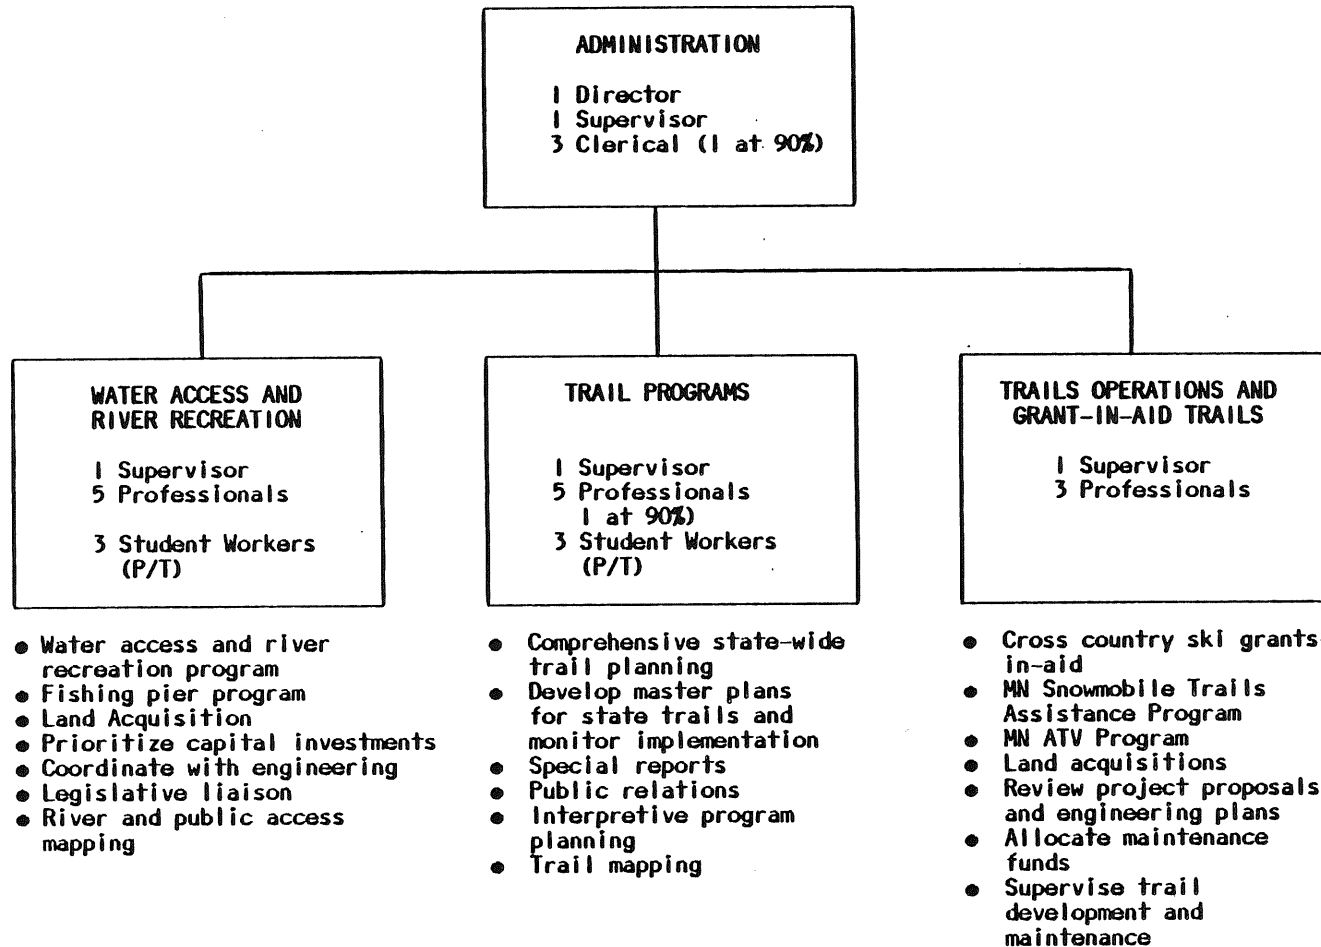 ADMINISTRATION
1 Director
1 Supervisor
3 Clerical (1 at 90%)
WATER ACCESS AND
RIVER RECREATION
1 Supervisor
5 Professionals
3 Student Workers
(P/T)
TRAIL PROGRAMS
1 Supervisor
5 Professionals
1 at 90%)
3 Student Workers
(P/T)
TRAILS OPERATIONS AND
GRANT-IN-AID TRAILS
1 Supervisor
3 Professionals
● Water access and river
recreation program
● Fishing pier program
● Land Acquisition
● Prioritize capital investments
● Coordinate with engineering
● Legislative liaison
● River and public access
mapping
● Comprehensive state-wide
trail planning
● Develop master plans
for state trails and
monitor implementation
● Special reports
● Public relations
● Interpretive program
planning
● Trail mapping
● Cross country ski grants-
in-aid
● MN Snowmobile Trails
Assistance Program
● MN ATV Program
● Land acquisitions
● Review project proposals
and engineering plans
● Allocate maintenance
funds
● Supervise trail
development and
maintenance